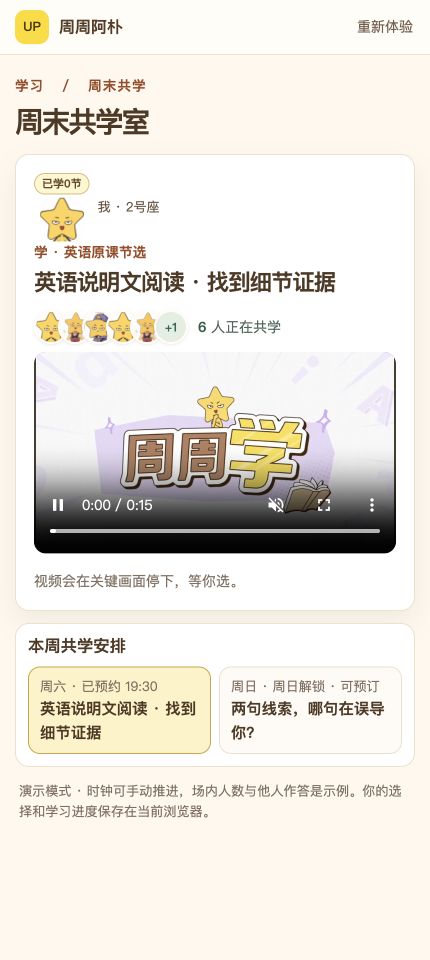 UP 周周阿朴 重新体验
学习 / 周末共学
周末共学室
已学0节
我 · 2号座
学 · 英语原课节选
英语说明文阅读 · 找到细节证据
+1 6 人正在共学
周周学
0:00 / 0:15
视频会在关键画面停下，等你选。
本周共学安排
周六 · 已预约 19:30
英语说明文阅读 · 找到
细节证据
周日 · 周日解锁 · 可预订
两句线索，哪句在误导
你？
演示模式 · 时钟可手动推进，场内人数与他人作答是示例。你的选
择和学习进度保存在当前浏览器。